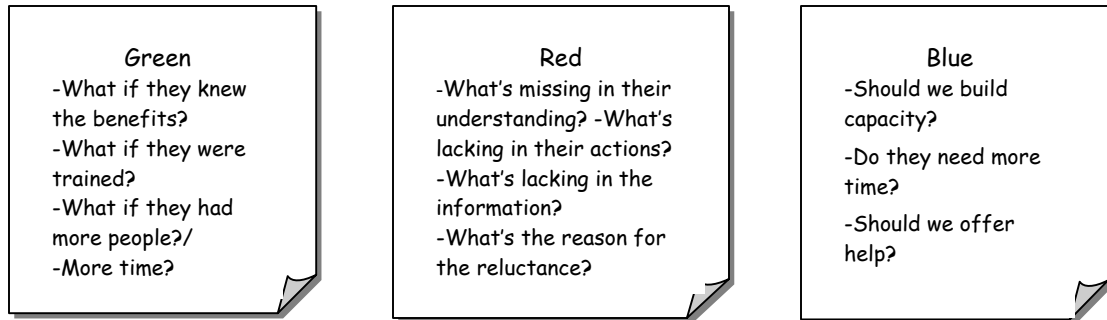 Green
-What if they knew
the benefits?
-What if they were
trained?
-What if they had
more people?/
-More time?
Red
-What's missing in their
understanding? -What's
lacking in their actions?
-What's lacking in the
information?
-What's the reason for
the reluctance?
Blue
-Should we build
capacity?
-Do they need more
time?
-Should we offer
help?